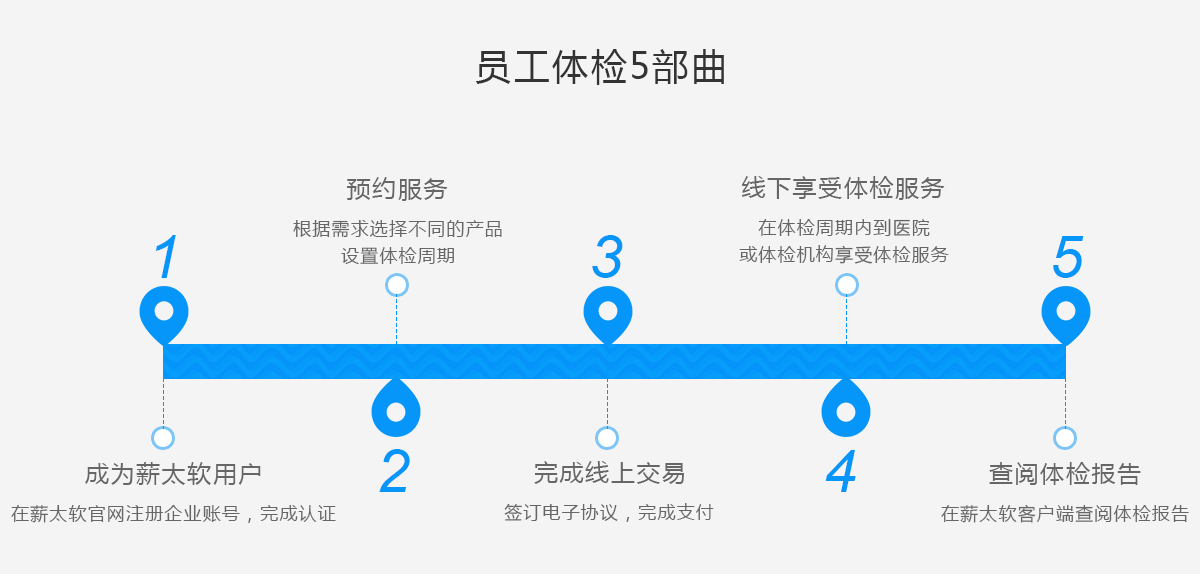 员工体检5部曲
1
成为薪太软用户
在薪太软官网注册企业账号，完成认证
预约服务
根据需求选择不同的产品
设置体检周期
2
3
完成线上交易
签订电子协议，完成支付
线下享受体检服务
在体检周期内到医院
或体检机构享受体检服务
4
5
查阅体检报告
在薪太软客户端查阅体检报告